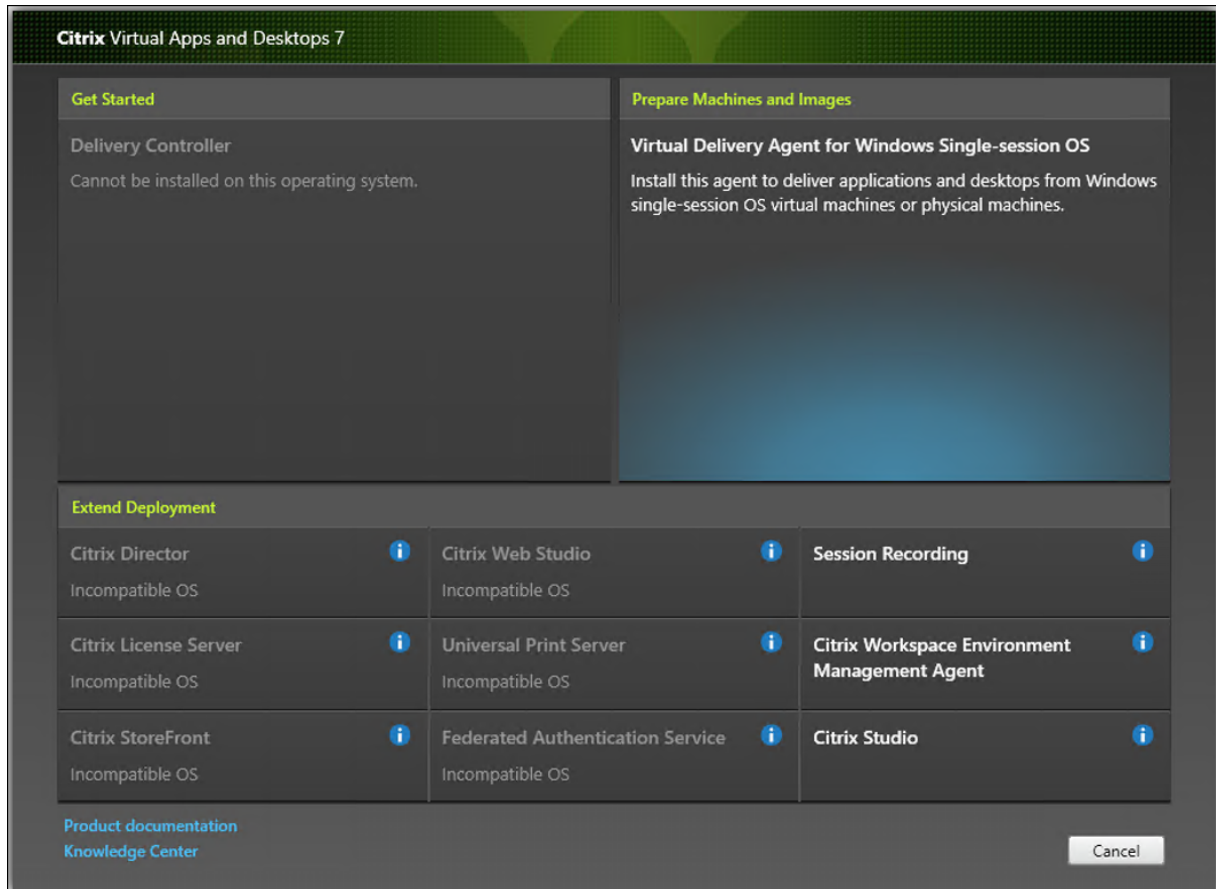 Citrix Virtual Apps and Desktops 7
Get Started
Delivery Controller
Cannot be installed on this operating system.
Prepare Machines and Images
Virtual Delivery Agent for Windows Single-session OS
Install this agent to deliver applications and desktops from Windows
single-session OS virtual machines or physical machines.
Extend Deployment
Citrix Director
Incompatible OS
Citrix Web Studio
Incompatible OS
Session Recording
Citrix License Server
Incompatible OS
Universal Print Server
Incompatible OS
Citrix Workspace Environment
Management Agent
Citrix StoreFront
Incompatible OS
Federated Authentication Service
Incompatible OS
Citrix Studio
Product documentation
Knowledge Center
Cancel